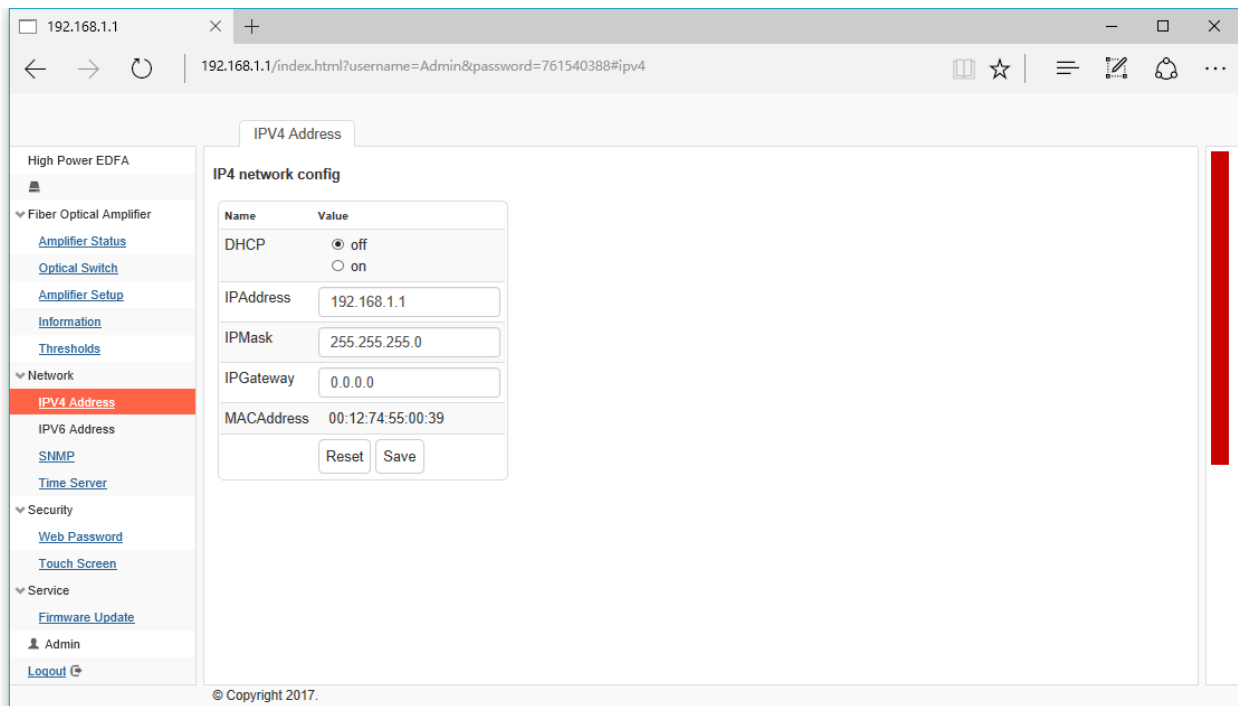 192.168.1.1
192.168.1.1/index.html?username=Admin&password=761540388#ipv4
IPV4 Address
High Power EDFA
Fiber Optical Amplifier
Amplifier Status
Optical Switch
Amplifier Setup
Information
Thresholds
Network
IPV4 Address
IPV6 Address
SNMP
Time Server
Security
Web Password
Touch Screen
Service
Firmware Update
Admin
Logout
IP4 network config
Name Value
DHCP off
on
IPAddress 192.168.1.1
IPMask 255.255.255.0
IPGateway 0.0.0.0
MACAddress 00:12:74:55:00:39
Reset Save
© Copyright 2017.